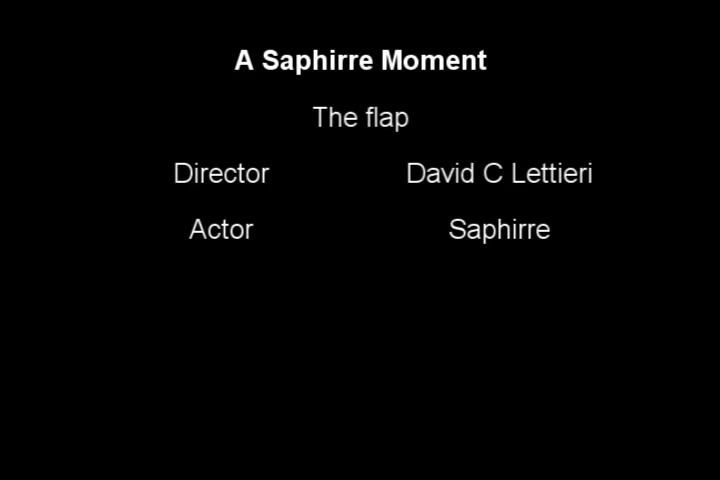 A Saphirre Moment
The flap
Director David C Lettieri
Actor Saphirre